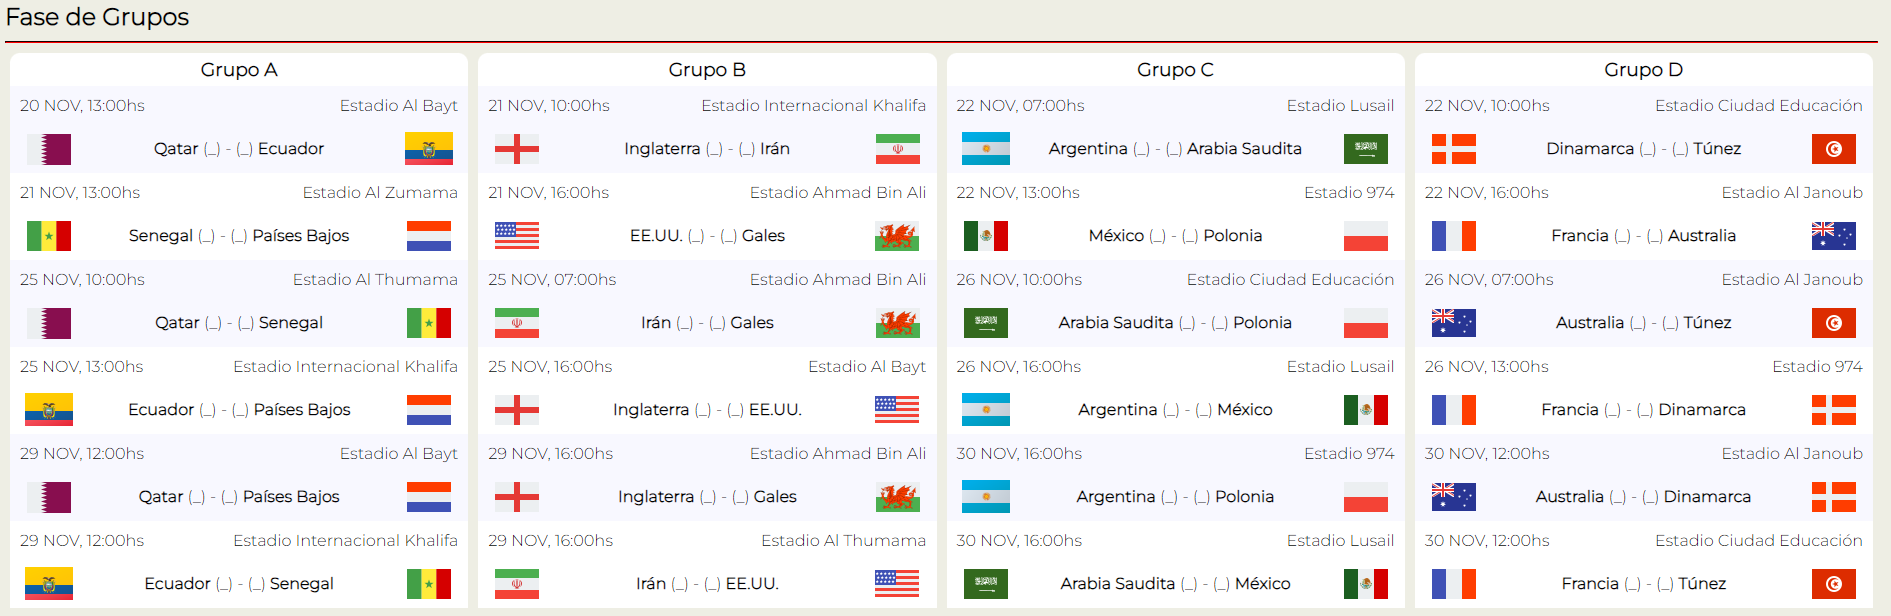 Fase de Grupos
Grupo A
20 NOV, 13:00hs Estadio Al Bayt
Qatar (_) - (_) Ecuador
21 NOV, 13:00hs Estadio Al Zumama
Senegal (_) - (_) Países Bajos
25 NOV, 10:00hs Estadio Al Thumama
Qatar (_) - (_) Senegal
25 NOV, 13:00hs Estadio Internacional Khalifa
Ecuador (_) - (_) Países Bajos
29 NOV, 12:00hs Estadio Al Bayt
Qatar (_) - (_) Países Bajos
29 NOV, 12:00hs Estadio Internacional Khalifa
Ecuador (_) - (_) Senegal
Grupo B
21 NOV, 10:00hs Estadio Internacional Khalifa
Inglaterra (_) - (_) Irán
21 NOV, 16:00hs Estadio Ahmad Bin Ali
EE.UU. (_) - (_) Gales
25 NOV, 07:00hs Estadio Ahmad Bin Ali
Irán (_) - (_) Gales
25 NOV, 16:00hs Estadio Al Bayt
Inglaterra (_) - (_) EE.UU.
29 NOV, 16:00hs Estadio Ahmad Bin Ali
Inglaterra (_) - (_) Gales
29 NOV, 16:00hs Estadio Al Thumama
Irán (_) - (_) EE.UU.
Grupo C
22 NOV, 07:00hs Estadio Lusail
Argentina (_) - (_) Arabia Saudita
22 NOV, 13:00hs Estadio 974
México (_) - (_) Polonia
26 NOV, 10:00hs Estadio Ciudad Educación
Arabia Saudita (_) - (_) Polonia
26 NOV, 16:00hs Estadio Lusail
Argentina (_) - (_) México
30 NOV, 16:00hs Estadio 974
Argentina (_) - (_) Polonia
30 NOV, 16:00hs Estadio Lusail
Arabia Saudita (_) - (_) México
Grupo D
22 NOV, 10:00hs Estadio Ciudad Educación
Dinamarca (_) - (_) Túnez
22 NOV, 16:00hs Estadio Al Janoub
Francia (_) - (_) Australia
26 NOV, 07:00hs Estadio Al Janoub
Australia (_) - (_) Túnez
26 NOV, 13:00hs Estadio 974
Francia (_) - (_) Dinamarca
30 NOV, 12:00hs Estadio Al Janoub
Australia (_) - (_) Dinamarca
30 NOV, 12:00hs Estadio Ciudad Educación
Francia (_) - (_) Túnez